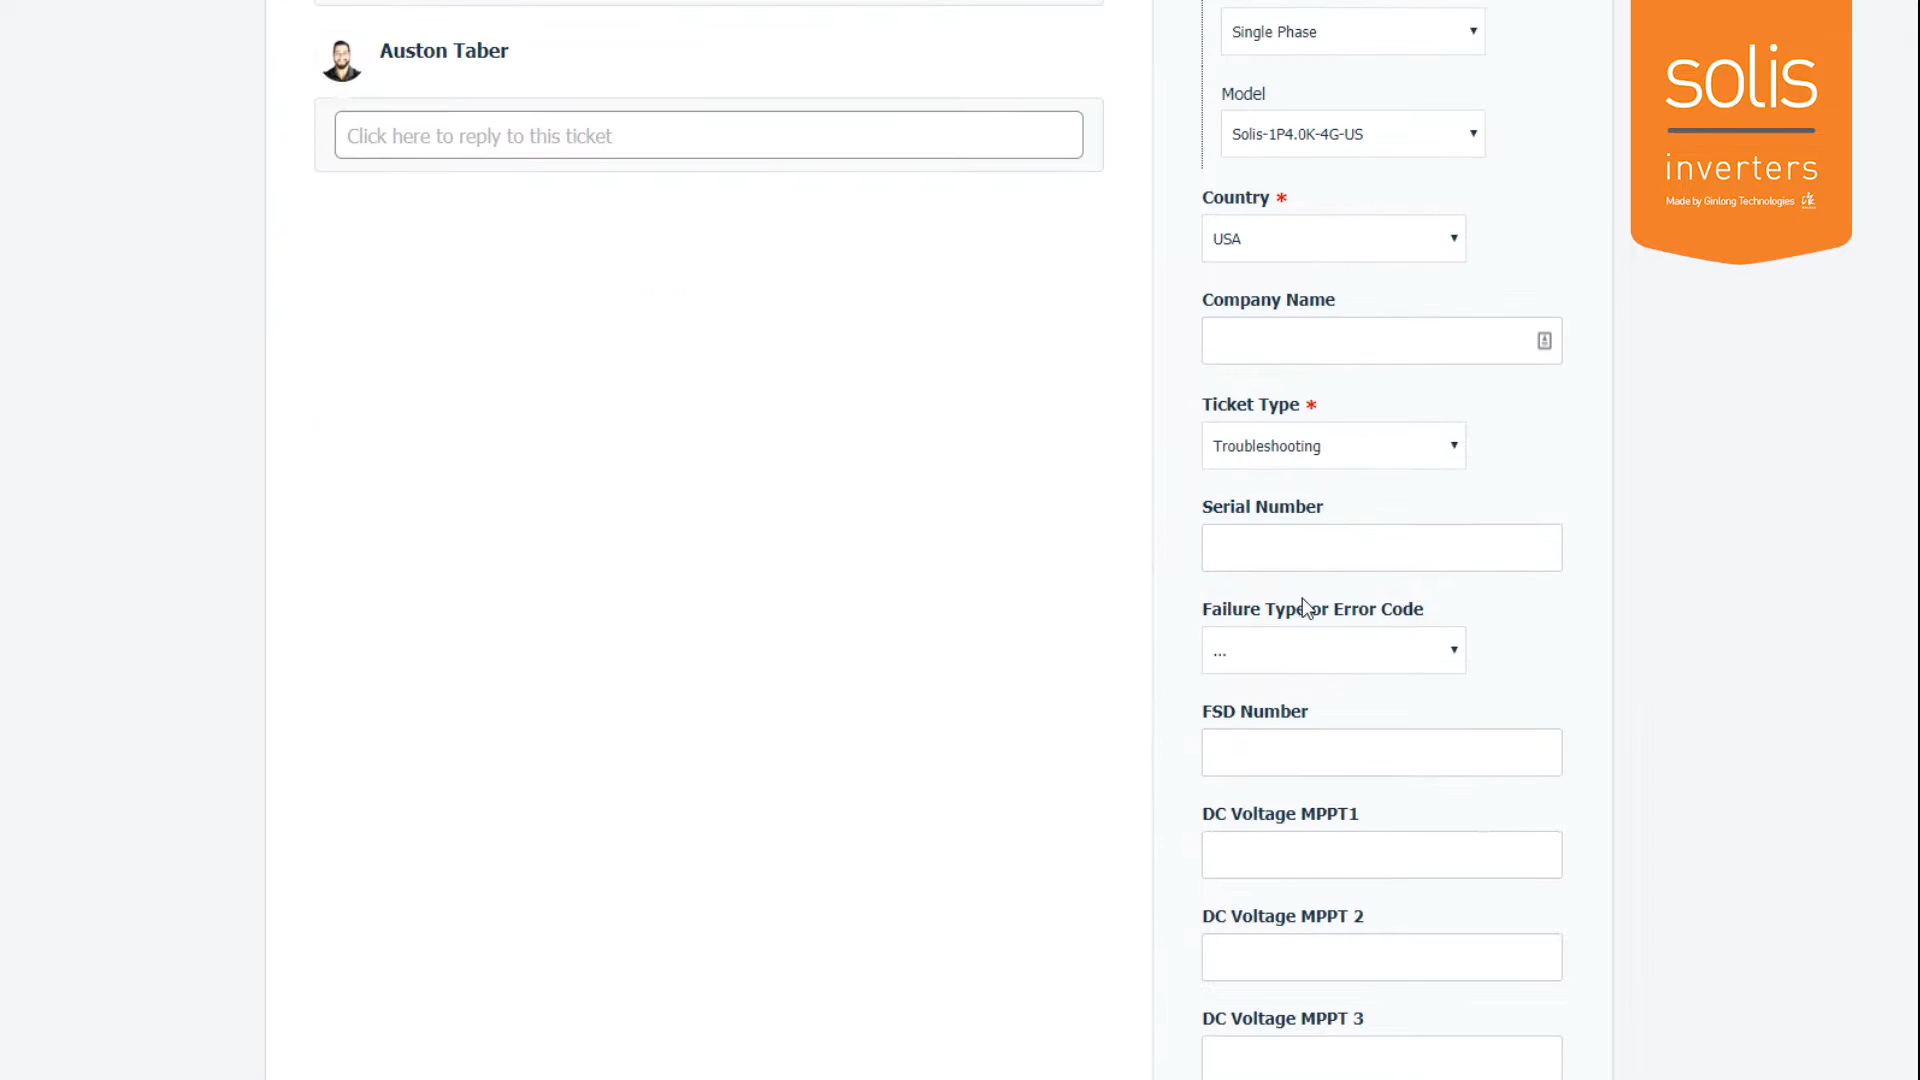 Auston Taber
Click here to reply to this ticket
Single Phase
Model
Solis-1P4.0K-4G-US
Country *
USA
Company Name
Ticket Type *
Troubleshooting
Serial Number
Failure Type or Error Code
...
FSD Number
DC Voltage MPPT1
DC Voltage MPPT 2
DC Voltage MPPT 3
solis
inverters
Made by Ginlong Technologies